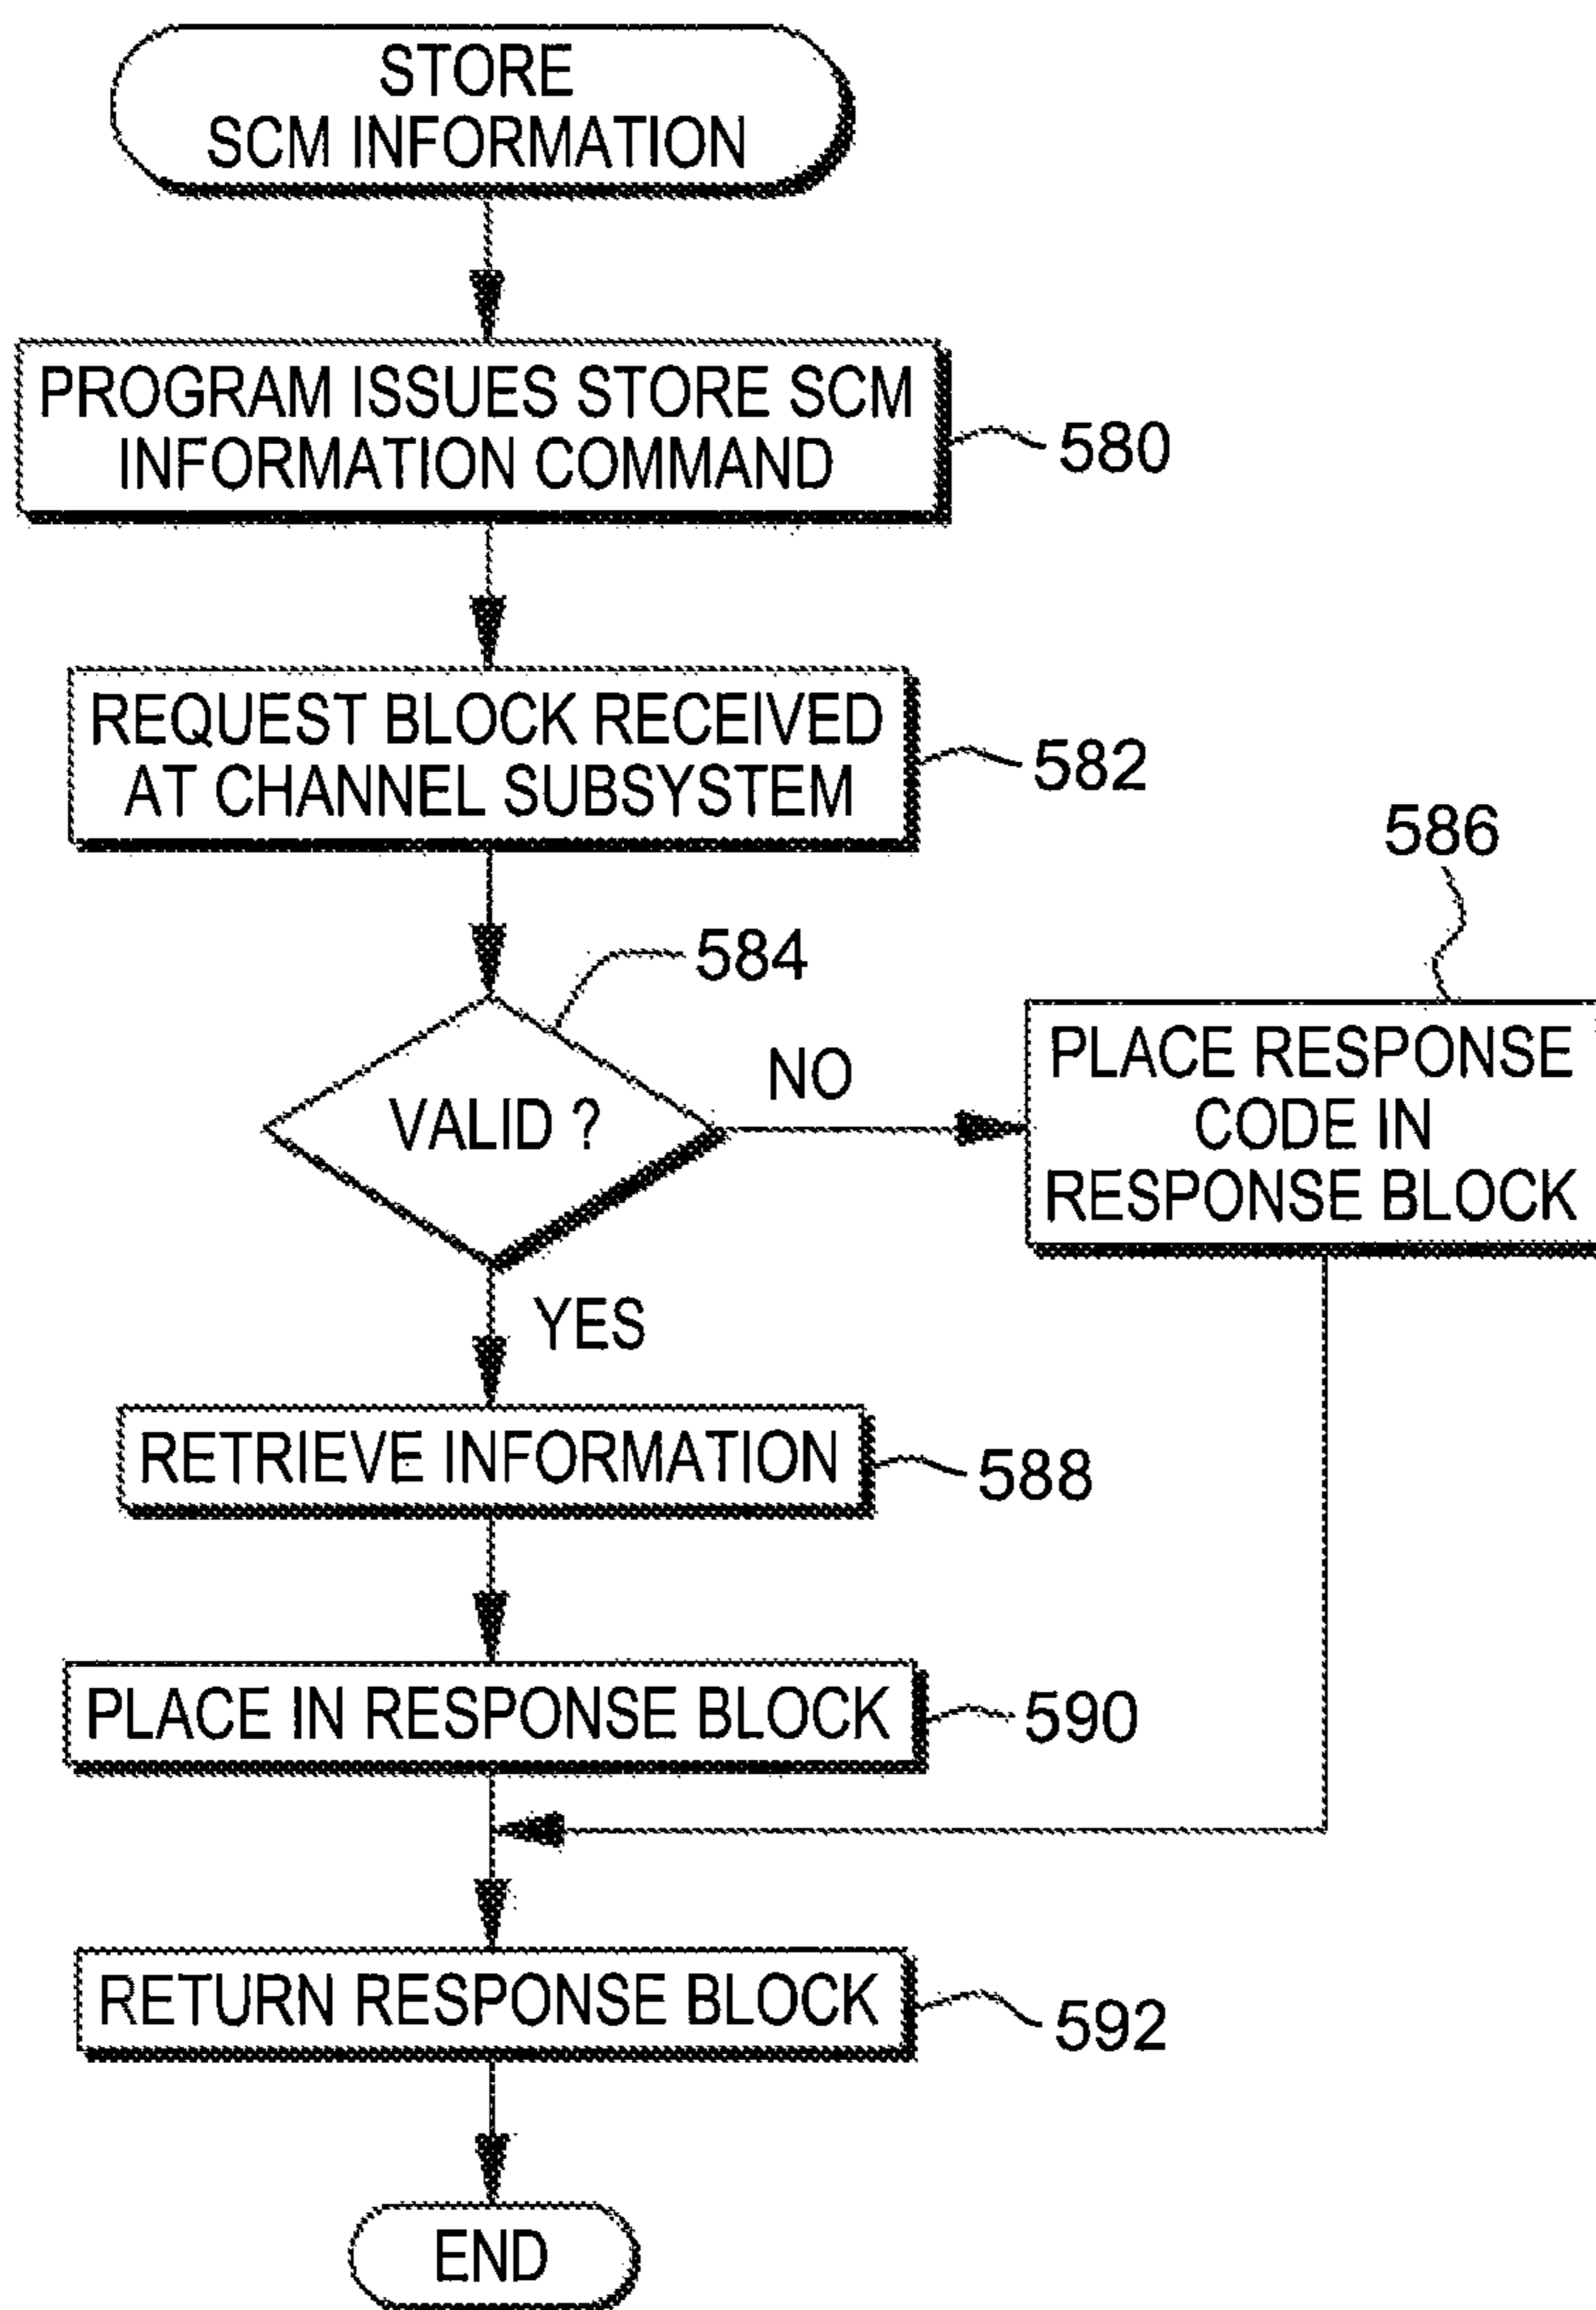 STORE
SCM INFORMATION
PROGRAM ISSUES STORE SCM
INFORMATION COMMAND
580
REQUEST BLOCK RECEIVED
AT CHANNEL SUBSYSTEM
582
584
VALID ?
NO
586
PLACE RESPONSE
CODE IN
RESPONSE BLOCK
YES
RETRIEVE INFORMATION
588
PLACE IN RESPONSE BLOCK
590
RETURN RESPONSE BLOCK
592
END